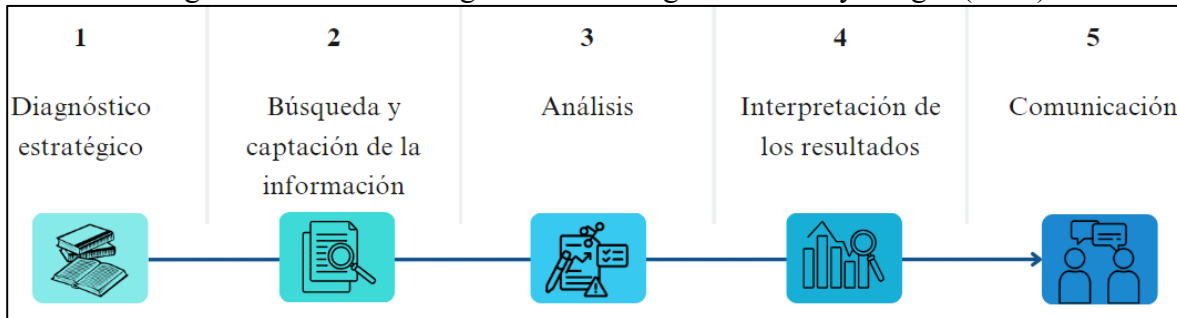 1
Diagnóstico
estratégico
2
Búsqueda y
captación de la
información
3
Análisis
4
Interpretación de
los resultados
5
Comunicación